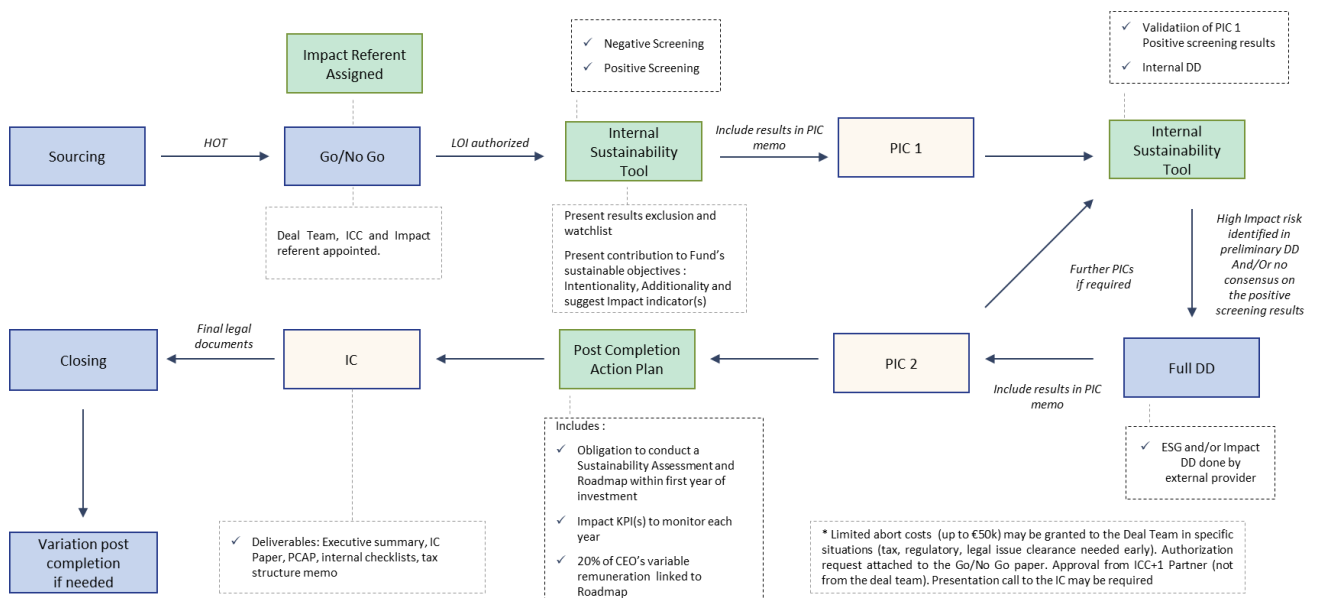 Impact Referent
Assigned
✓ Negative Screening
✓ Positive Screening
✓ Validatiion of PIC 1
Positive screening results
✓ Internal DD
Sourcing
HOT
Go/No Go
LOI authorized
Internal
Sustainability
Tool
Include results in PIC
memo
PIC 1
Internal
Sustainability
Tool
Deal Team, ICC and Impact
referent appointed.
Present results exclusion and
watchlist
Present contribution to Fund's
sustainable objectives :
Intentionality, Additionality and
suggest Impact indicator(s)
Further PICs
if required
High Impact risk
identified in
preliminary DD
And/Or no
consensus on
the positive
screening results
Closing
Final legal
documents
IC
Post Completion
Action Plan
PIC 2
Include results in PIC
memo
Full DD
Includes :
✓ Obligation to conduct a
Sustainability Assessment and
Roadmap within first year of
investment
✓ Impact KPI(s) to monitor each
year
✓ 20% of CEO's variable
remuneration linked to
Roadmap
✓ ESG and/or Impact
DD done by
external provider
Variation post
completion
if needed
✓ Deliverables: Executive summary, IC
Paper, PCAP, internal checklists, tax
structure memo
* Limited abort costs (up to €50k) may be granted to the Deal Team in specific
situations (tax, regulatory, legal issue clearance needed early). Authorization
request attached to the Go/No Go paper. Approval from ICC+1 Partner (not
from the deal team). Presentation call to the IC may be required